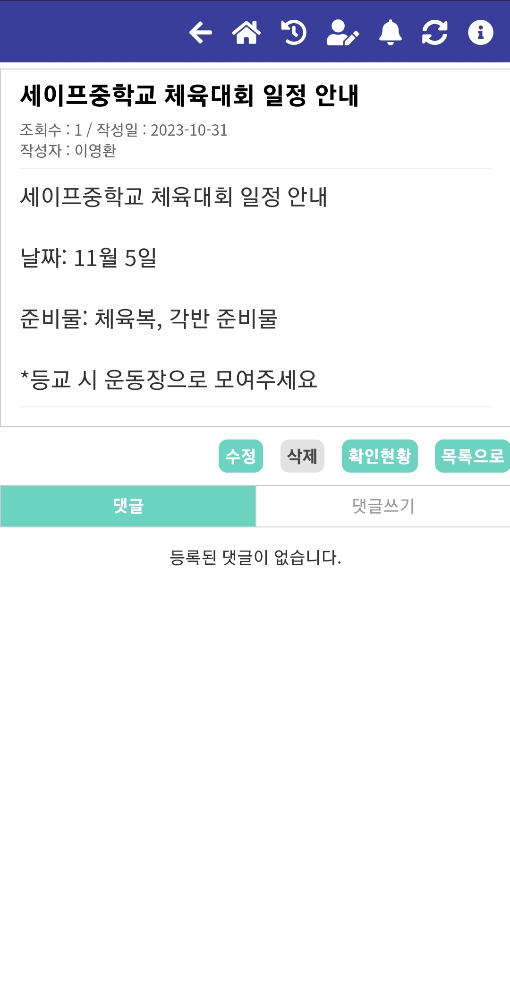 세이프중학교 체육대회 일정 안내
조회수 : 1 / 작성일 : 2023-10-31
작성자 : 이영환
세이프중학교 체육대회 일정 안내
날짜: 11월 5일
준비물: 체육복, 각반 준비물
*등교 시 운동장으로 모여주세요
수정 삭제 확인현황 목록으로
댓글 댓글쓰기
등록된 댓글이 없습니다.